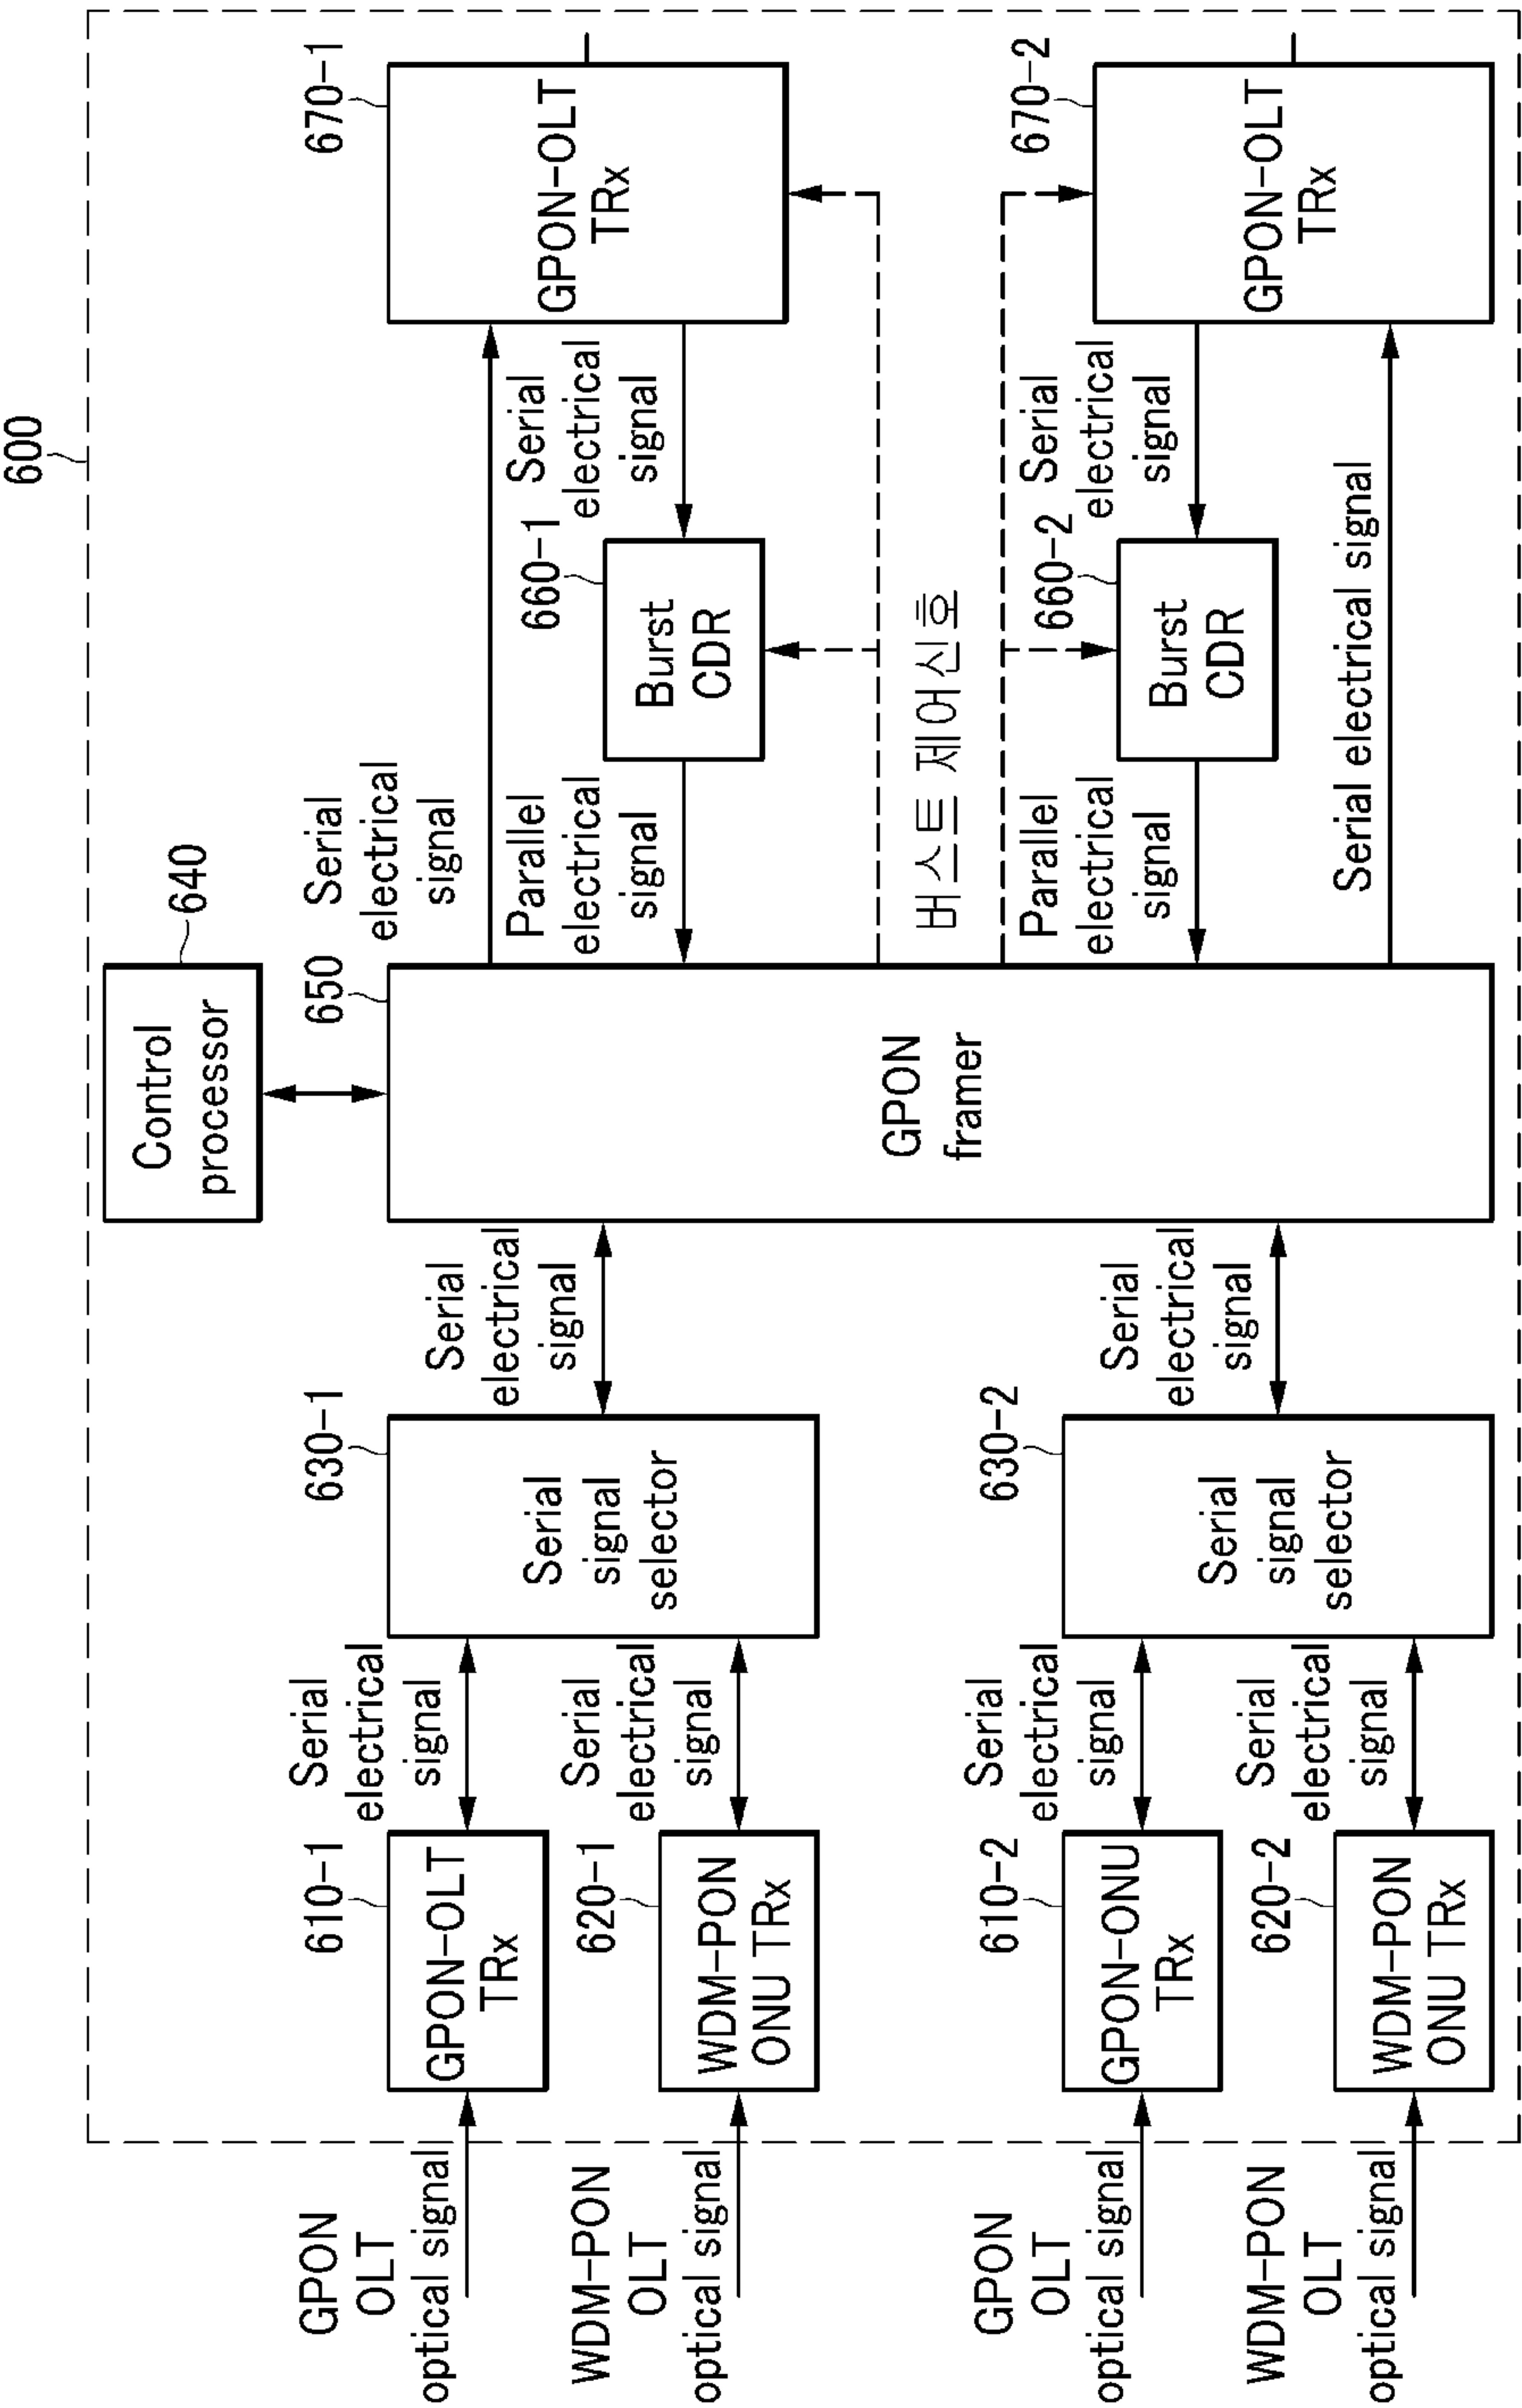 600
Control
processor
640
GPON
OLT
optical signal
610-1
GPON-OLT
TRx
Serial
electrical
signal
WDM-PON
OLT
optical signal
620-1
WDM-PON
ONU TRx
Serial
electrical
signal
630-1
Serial
signal
selector
Serial
electrical
signal
GPON
OLT
optical signal
610-2
GPON-ONU
TRx
Serial
electrical
signal
WDM-PON
OLT
optical signal
620-2
WDM-PON
ONU TRx
Serial
electrical
signal
630-2
Serial
signal
selector
Serial
electrical
signal
650
GPON
framer
Serial
electrical
signal
Parallel
electrical
signal
660-1
Burst
CDR
Serial
electrical
signal
670-1
GPON-OLT
TRx
버스트 제어신호
Parallel
electrical
signal
660-2
Burst
CDR
Serial
electrical
signal
Serial electrical signal
670-2
GPON-OLT
TRx